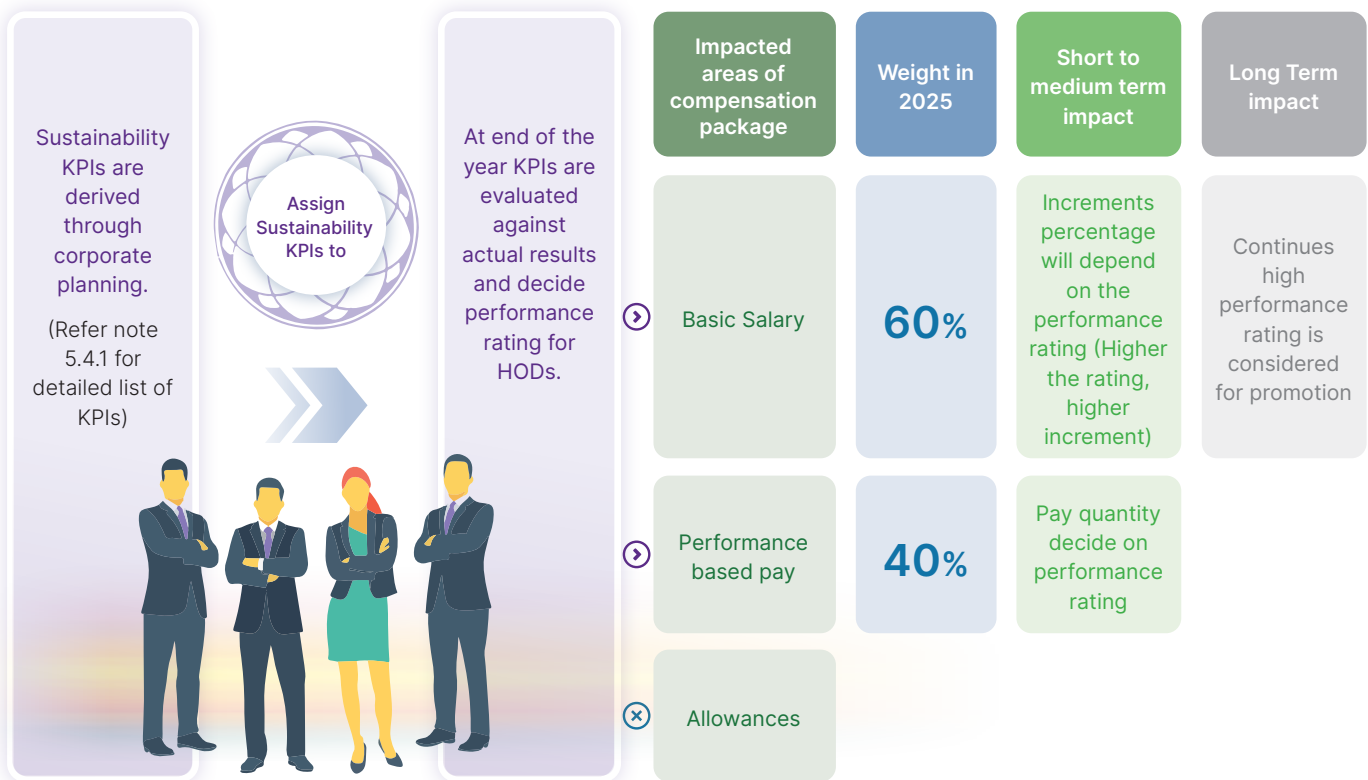 Sustainability
KPIs are
derived
through
corporate
planning.
(Refer note
5.4.1 for
detailed list of
KPIs)
Assign
Sustainability
KPIs to
At end of the
year KPIs are
evaluated
against
actual results
and decide
performance
rating for
HODs.
Impacted
areas of
compensation
package
Weight in
2025
Short to
medium term
impact
Long Term
impact
Basic Salary
60%
Increments
percentage
will depend
on the
performance
rating (Higher
the rating,
higher
increment)
Continues
high
performance
rating is
considered
for promotion
Performance
based pay
40%
Pay quantity
decide on
performance
rating
Allowances